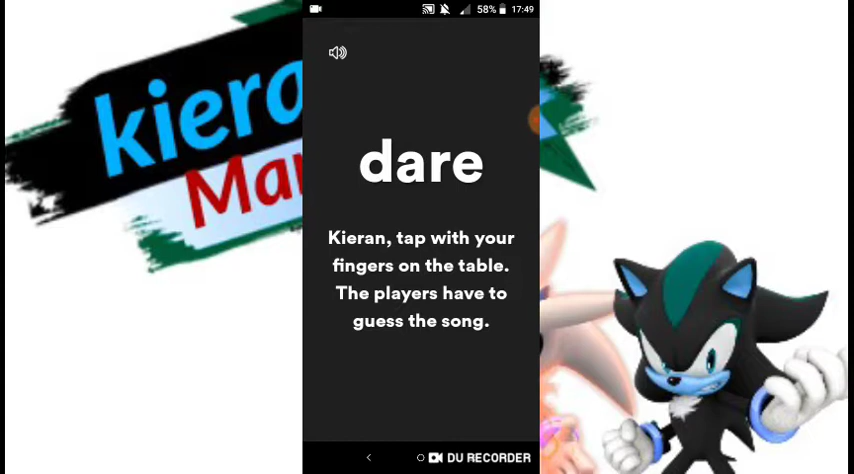 58% 17:49
kiera
Mar
dare
Kieran, tap with your
fingers on the table.
The players have to
guess the song.
DU RECORDER